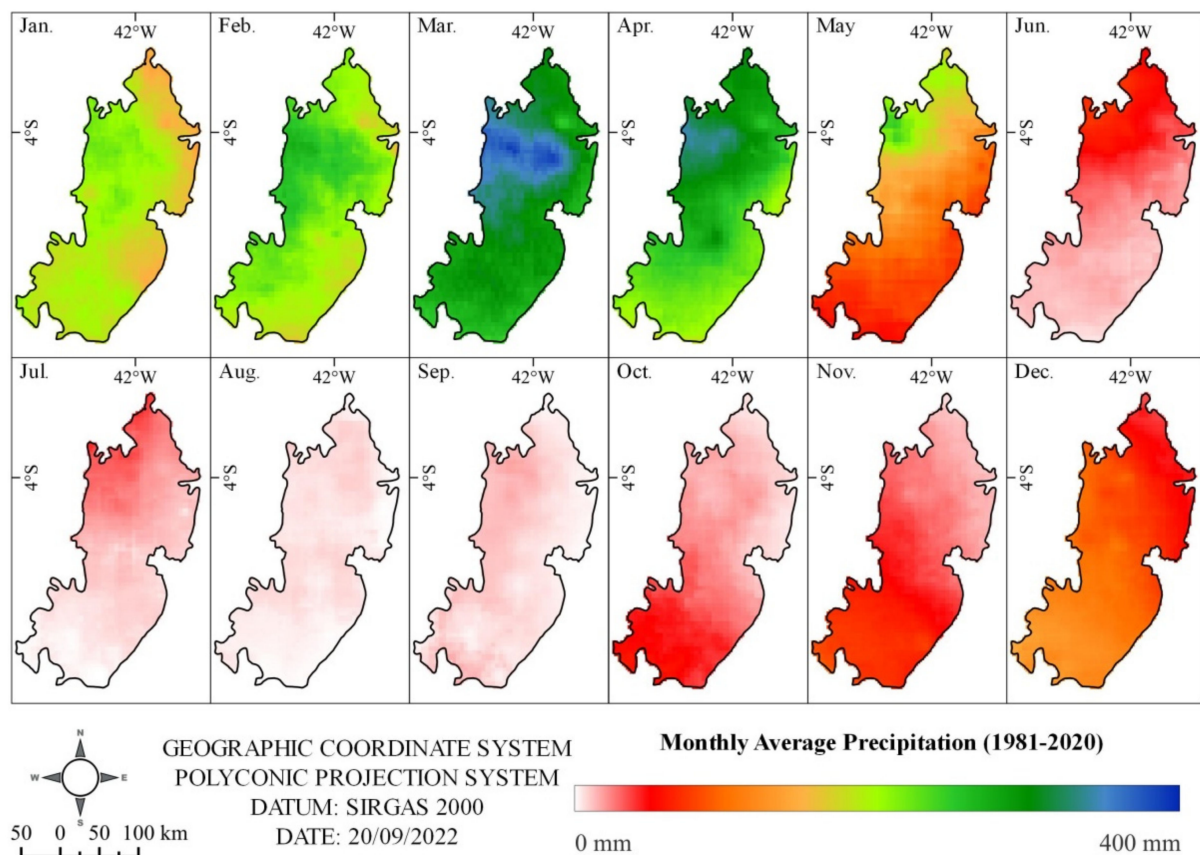 Jan.
42°W
Feb.
42°W
Mar.
42°W
Apr.
42°W
May
42°W
Jun.
42°W
4°S
4°S
4°S
4°S
4°S
4°S
Jul.
42°W
Aug.
42°W
Sep.
42°W
Oct.
42°W
Nov.
42°W
Dec.
42°W
4°S
4°S
4°S
4°S
4°S
4°S
N
W
E
S
GEOGRAPHIC COORDINATE SYSTEM
POLYCONIC PROJECTION SYSTEM
DATUM: SIRGAS 2000
DATE: 20/09/2022
50 0 50 100 km
Monthly Average Precipitation (1981-2020)
0 mm
400 mm